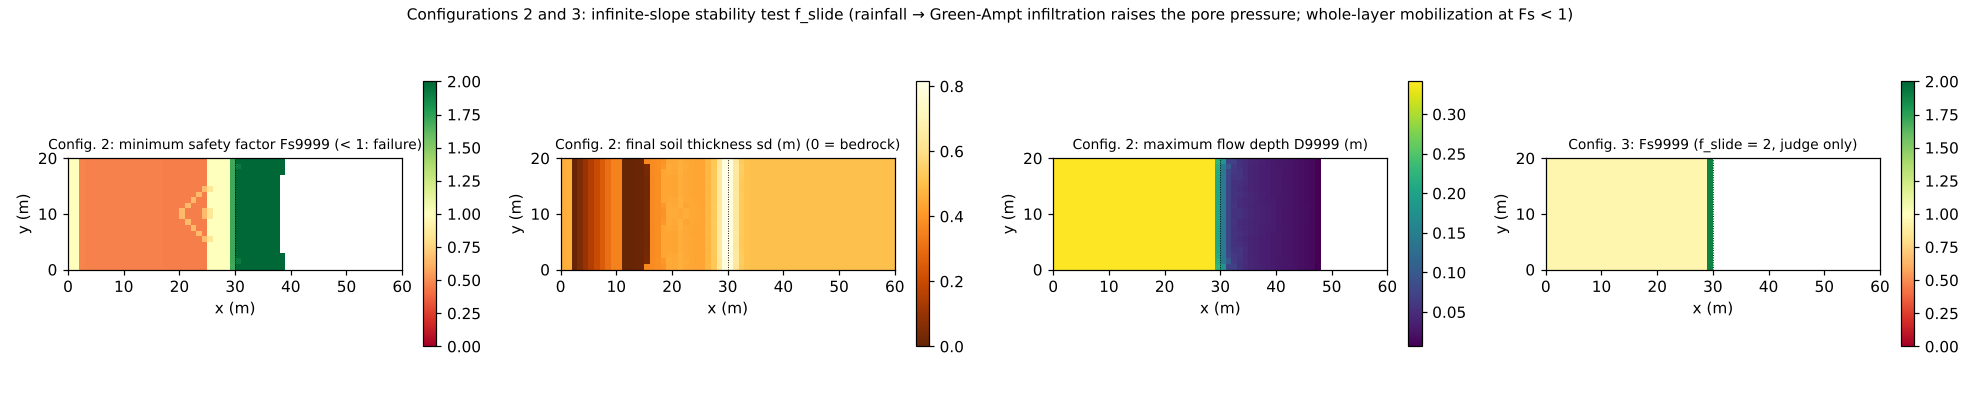 Configurations 2 and 3: infinite-slope stability test f_slide (rainfall → Green-Ampt infiltration raises the pore pressure; whole-layer mobilization at Fs < 1)
Config. 2: minimum safety factor Fs9999 (< 1: failure)
20
10
0
y (m)
0 10 20 30 40 50 60
x (m)
2.00
1.75
1.50
1.25
1.00
0.75
0.50
0.25
0.00
Config. 2: final soil thickness sd (m) (0 = bedrock)
20
10
0
y (m)
0 10 20 30 40 50 60
x (m)
0.8
0.6
0.4
0.2
0.0
Config. 2: maximum flow depth D9999 (m)
20
10
0
y (m)
0 10 20 30 40 50 60
x (m)
0.30
0.25
0.20
0.15
0.10
0.05
Config. 3: Fs9999 (f_slide = 2, judge only)
20
10
0
y (m)
0 10 20 30 40 50 60
x (m)
2.00
1.75
1.50
1.25
1.00
0.75
0.50
0.25
0.00